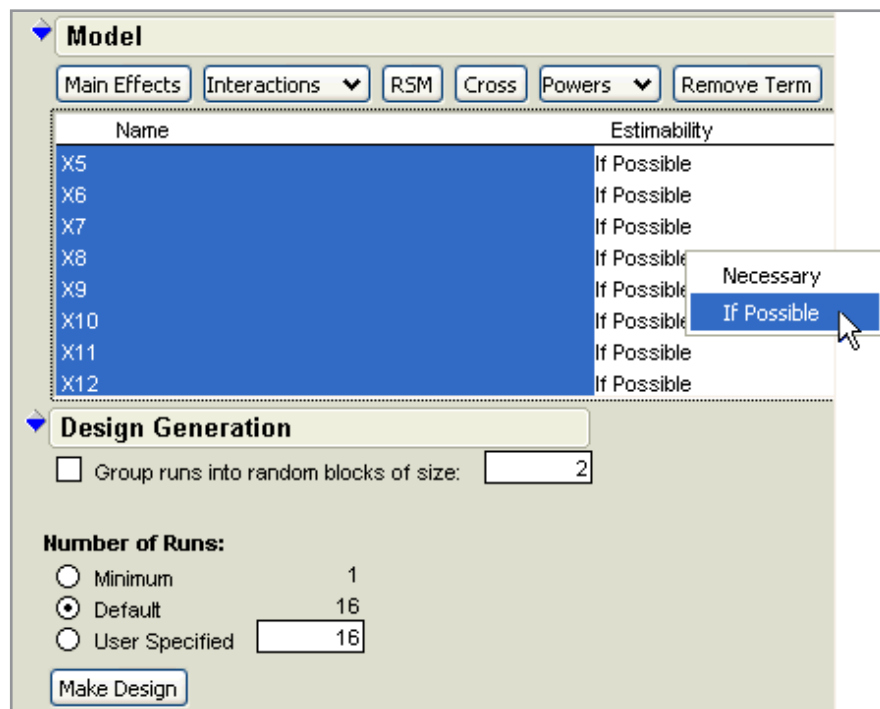 Model
Main Effects Interactions RSM Cross Powers Remove Term
Name Estimability
X5 If Possible
X6 If Possible
X7 If Possible
X8 If Possible
X9 If Possible
X10 If Possible
X11 If Possible
X12 If Possible
Necessary
If Possible
Design Generation
Group runs into random blocks of size: 2
Number of Runs:
Minimum 1
Default 16
User Specified 16
Make Design